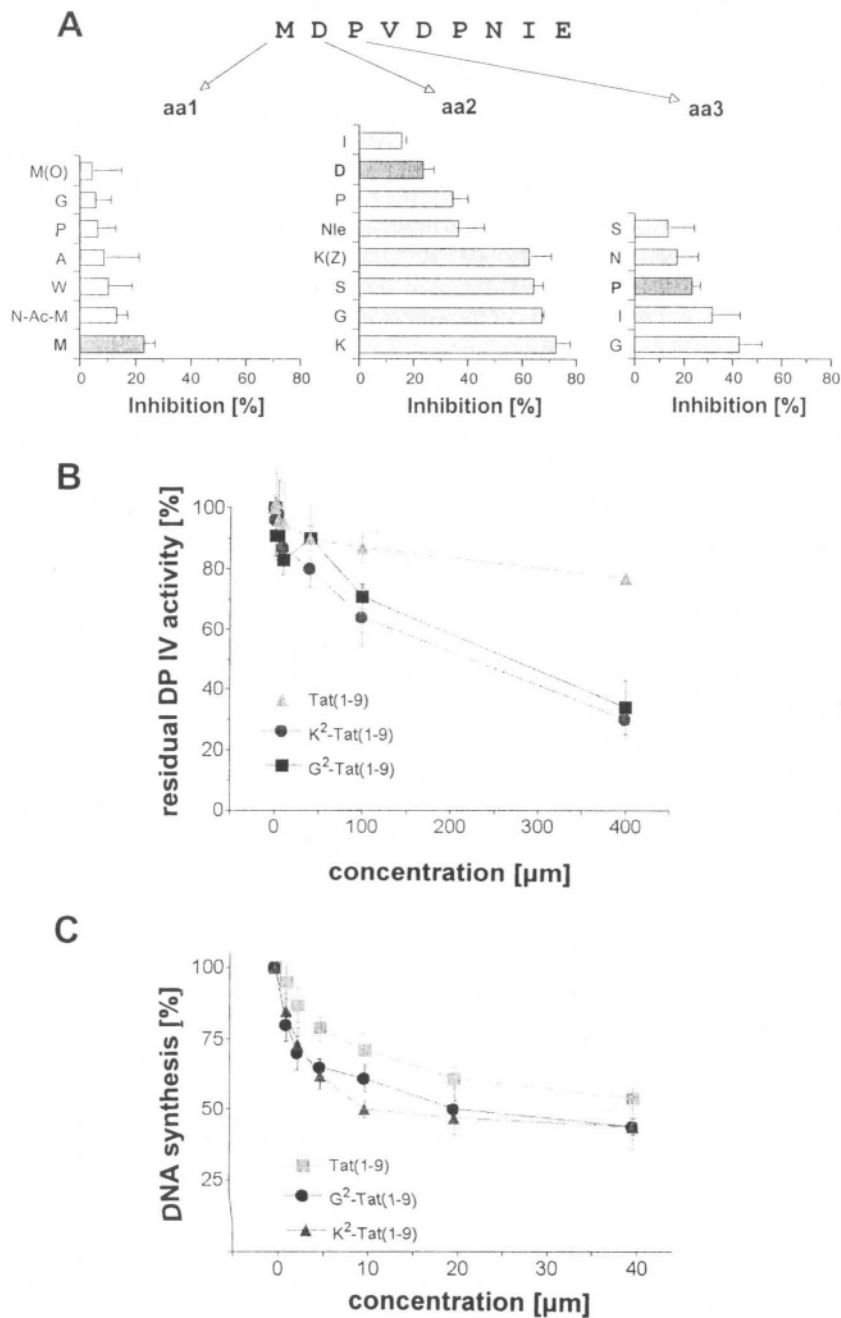 A
M D P V D P N I E
aa1
aa2
aa3
M(O)
G
P
A
W
N-Ac-M
M
0 20 40 60 80
Inhibition [%]
I
D
P
Nle
K(Z)
S
G
K
0 20 40 60 80
Inhibition [%]
S
N
P
I
G
0 20 40 60 80
Inhibition [%]
B
residual DP IV activity [%]
100
80
60
40
20
0
Tat(1-9)
K²-Tat(1-9)
G²-Tat(1-9)
0 100 200 300 400
concentration [µm]
C
DNA synthesis [%]
100
75
50
25
Tat(1-9)
G²-Tat(1-9)
K²-Tat(1-9)
0 10 20 30 40
concentration [µm]